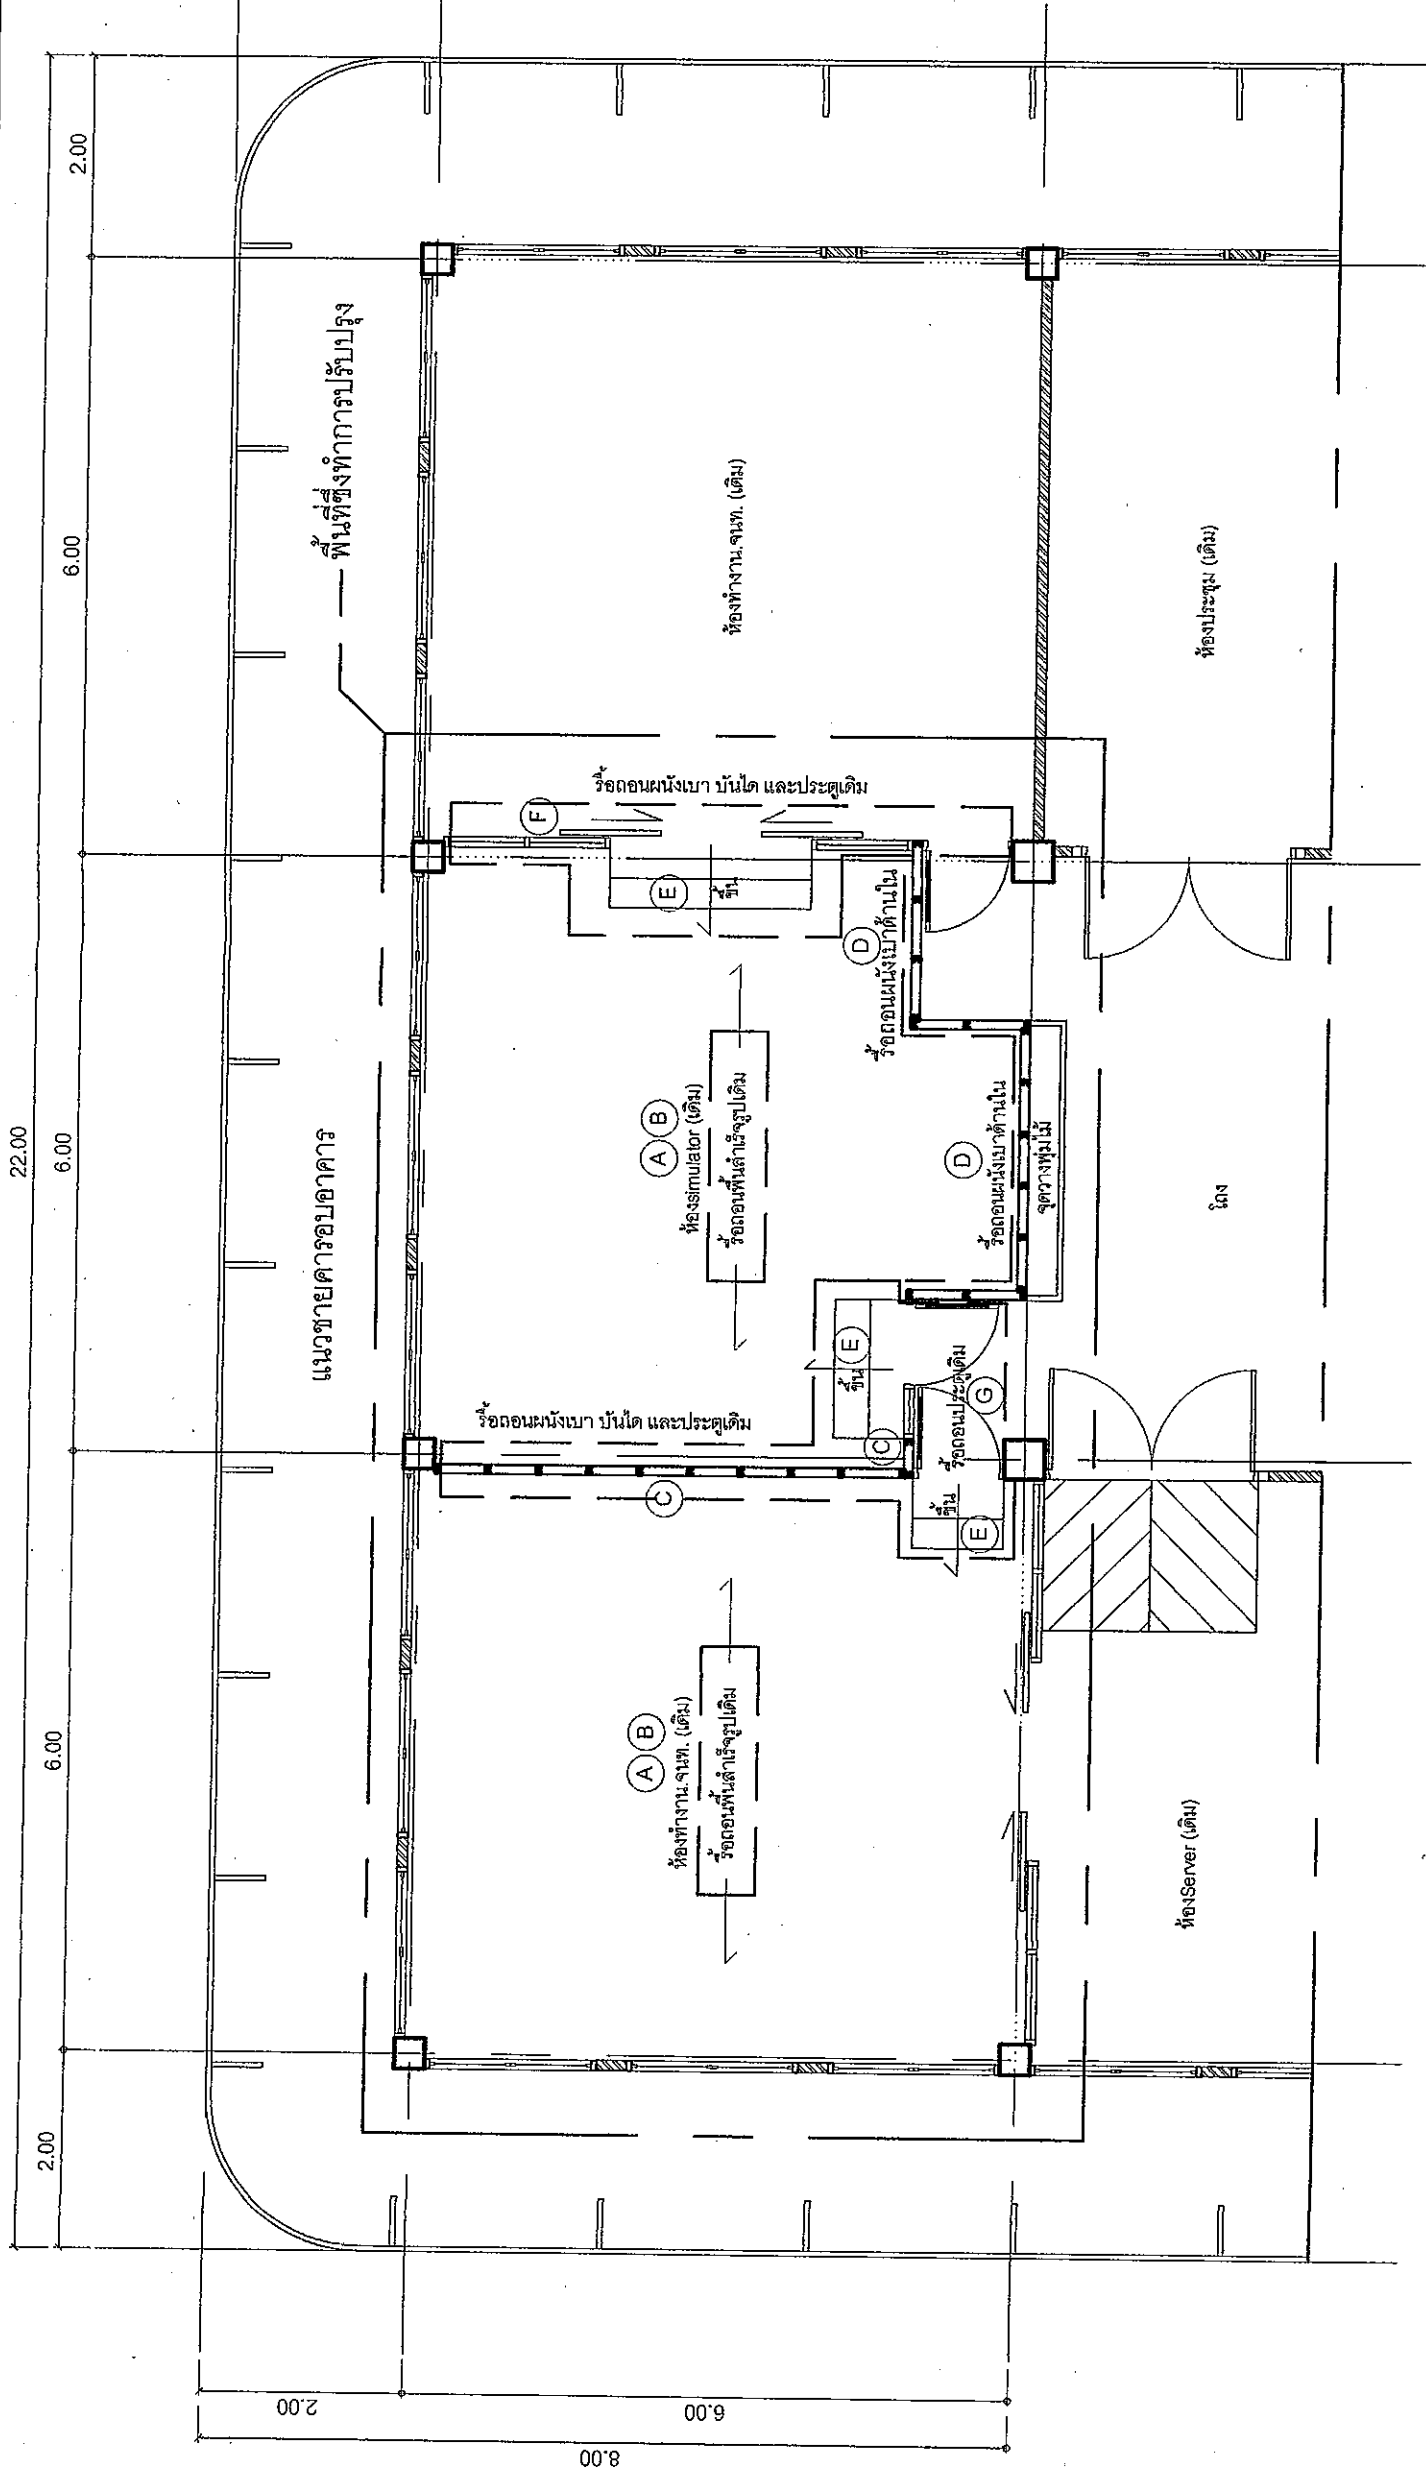 22.00
2.00
6.00
6.00
6.00
2.00
8.00
2.00
6.00
แนวชายคารอบอาคาร
พื้นที่ซึ่งทำการปรับปรุง
รื้อถอนผนังเบา บันได และประตูเดิม
C
A B
ห้องทำงาน.จนท. (เดิม)
รื้อถอนพื้นสำเร็จรูปเดิม
A B
ห้องsimulator (เดิม)
รื้อถอนพื้นสำเร็จรูปเดิม
รื้อถอนผนังเบา บันได และประตูเดิม
F
E
ขึ้น
ห้องทำงาน.จนท. (เดิม)
E
ขึ้น
C
D
รื้อถอนผนังเบาด้านใน
ขึ้น
E
รื้อถอนประตูเดิม
G
D
รื้อถอนผนังเบาด้านใน
จุดวางพุ่มไม้
ห้องServer (เดิม)
โถง
ห้องประชุม (เดิม)